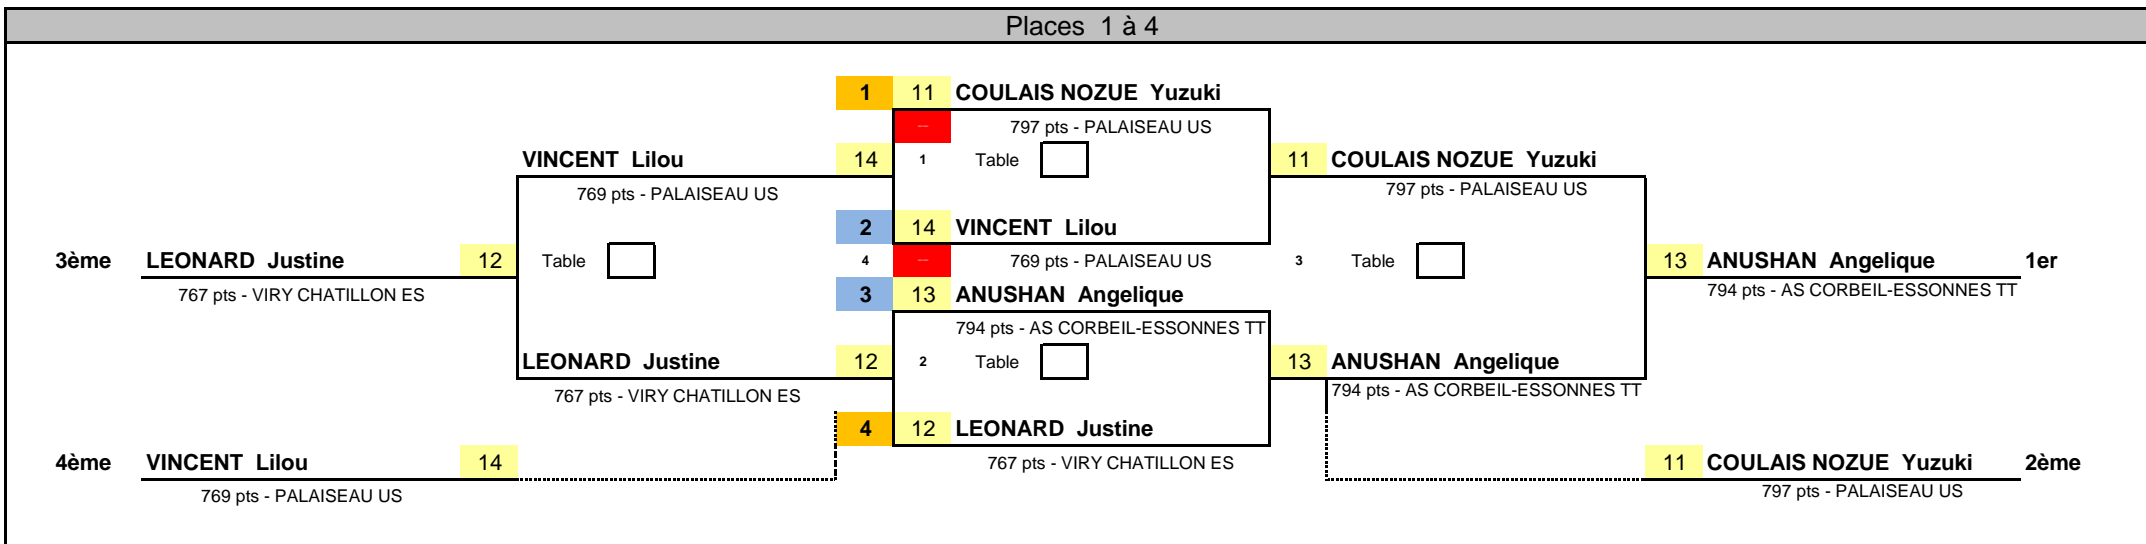 Places 1 à 4
1 11 COULAIS NOZUE Yuzuki
– 797 pts - PALAISEAU US
VINCENT Lilou 14 1 Table 11 COULAIS NOZUE Yuzuki
769 pts - PALAISEAU US 797 pts - PALAISEAU US
2 14 VINCENT Lilou
3ème LEONARD Justine 12 Table 4 – 769 pts - PALAISEAU US 3 Table 13 ANUSHAN Angelique 1er
767 pts - VIRY CHATILLON ES 3 13 ANUSHAN Angelique 794 pts - AS CORBEIL-ESSONNES TT
794 pts - AS CORBEIL-ESSONNES TT
LEONARD Justine 12 2 Table 13 ANUSHAN Angelique
767 pts - VIRY CHATILLON ES 794 pts - AS CORBEIL-ESSONNES TT
4 12 LEONARD Justine
4ème VINCENT Lilou 14 767 pts - VIRY CHATILLON ES 11 COULAIS NOZUE Yuzuki 2ème
769 pts - PALAISEAU US 797 pts - PALAISEAU US